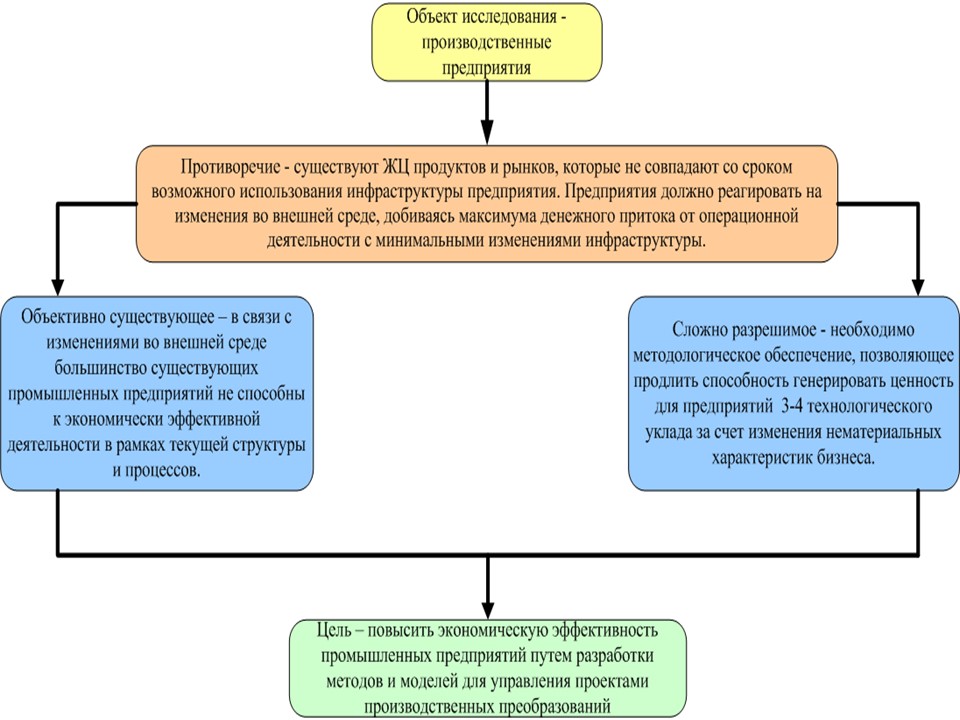 Объект исследования -
производственные
предприятия
Противоречие - существуют ЖЦ продуктов и рынков, которые не совпадают со сроком
возможного использования инфраструктуры предприятия. Предприятия должно реагировать на
изменения во внешней среде, добиваясь максимума денежного притока от операционной
деятельности с минимальными изменениями инфраструктуры.
Объективно существующее – в связи с
изменениями во внешней среде
большинство существующих
промышленных предприятий не способны
к экономически эффективной
деятельности в рамках текущей структуры
и процессов.
Сложно разрешимое - необходимо
методологическое обеспечение, позволяющее
продлить способность генерировать ценность
для предприятий 3-4 технологического
уклада за счет изменения нематериальных
характеристик бизнеса.
Цель – повысить экономическую эффективность
промышленных предприятий путем разработки
методов и моделей для управления проектами
производственных преобразований